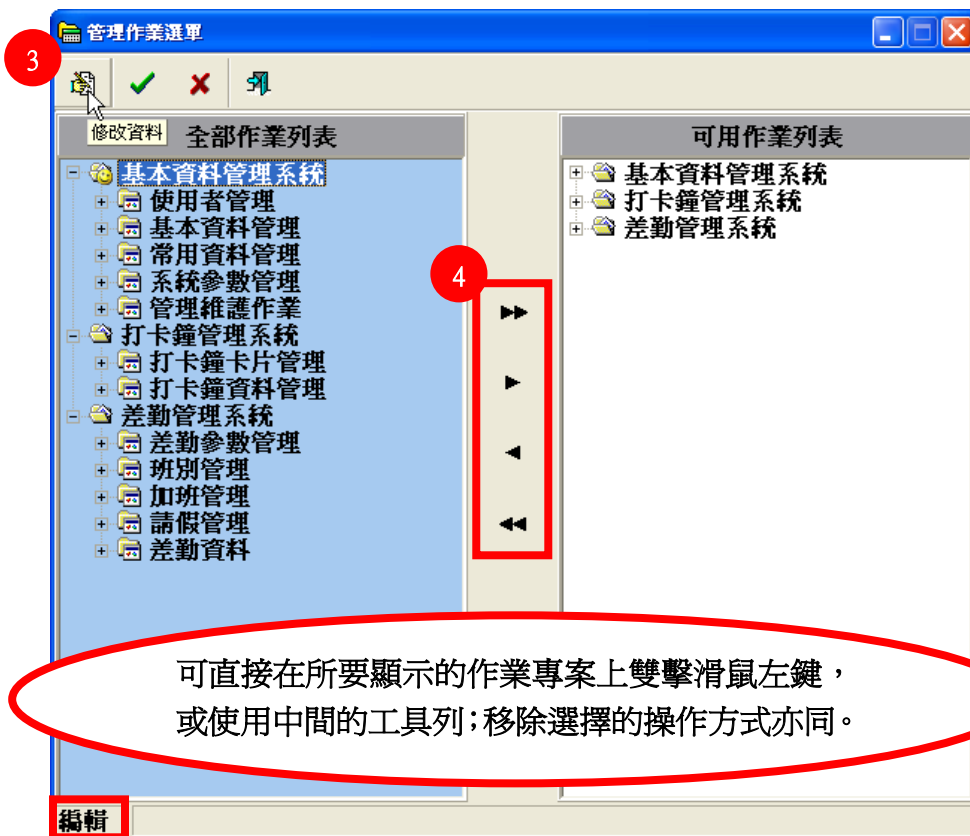 管理作業選單
3
修改資料
全部作業列表
可用作業列表
基本資料管理系統
使用者管理
基本資料管理
常用資料管理
系統參數管理
管理維護作業
打卡鐘管理系統
打卡鐘卡片管理
打卡鐘資料管理
差勤管理系統
差勤參數管理
班別管理
加班管理
請假管理
差勤資料
4
基本資料管理系統
打卡鐘管理系統
差勤管理系統
可直接在所要顯示的作業專案上雙擊滑鼠左鍵，
或使用中間的工具列；移除選擇的操作方式亦同。
編輯